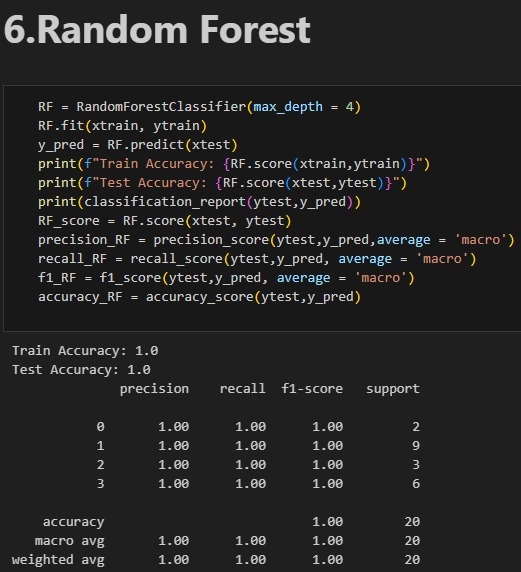 6.Random Forest
RF = RandomForestClassifier(max_depth = 4)
RF.fit(xtrain, ytrain)
y_pred = RF.predict(xtest)
print(f"Train Accuracy: {RF.score(xtrain,ytrain)}")
print(f"Test Accuracy: {RF.score(xtest,ytest)}")
print(classification_report(ytest,y_pred))
RF_score = RF.score(xtest, ytest)
precision_RF = precision_score(ytest,y_pred,average = 'macro')
recall_RF = recall_score(ytest,y_pred, average = 'macro')
f1_RF = f1_score(ytest,y_pred, average = 'macro')
accuracy_RF = accuracy_score(ytest,y_pred)
Train Accuracy: 1.0
Test Accuracy: 1.0
precision recall f1-score support
0 1.00 1.00 1.00 2
1 1.00 1.00 1.00 9
2 1.00 1.00 1.00 3
3 1.00 1.00 1.00 6
accuracy 1.00 20
macro avg 1.00 1.00 1.00 20
weighted avg 1.00 1.00 1.00 20